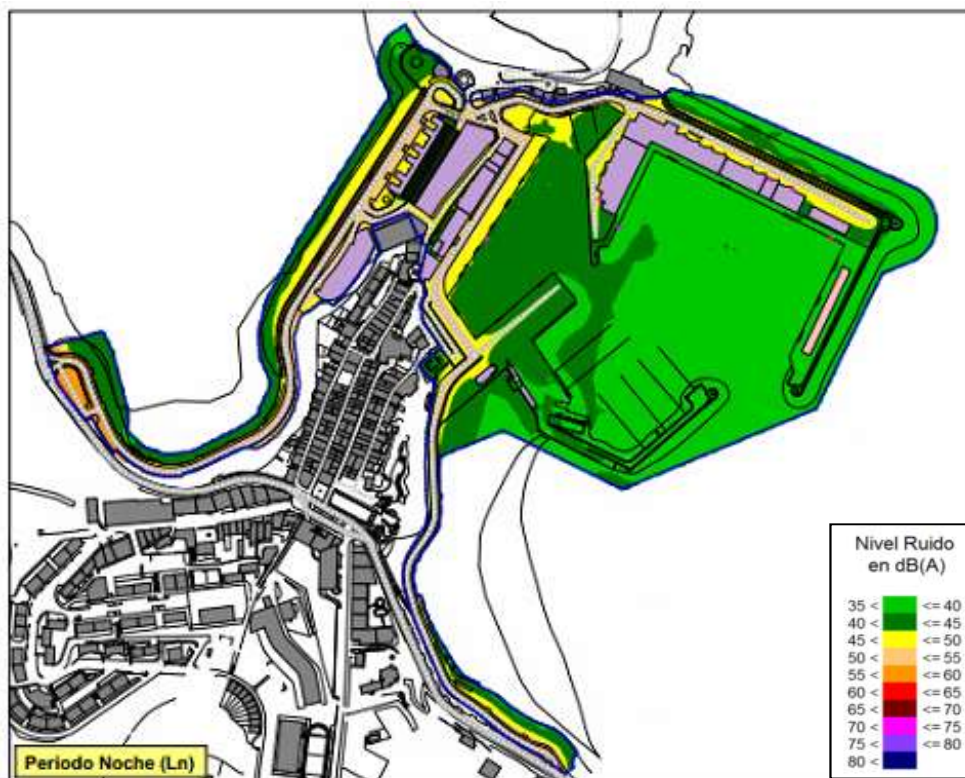 Nivel Ruido
en dB(A)
35 < <= 40
40 < <= 45
45 < <= 50
50 < <= 55
55 < <= 60
60 < <= 65
65 < <= 70
70 < <= 75
75 < <= 80
80 <
Periodo Noche (Ln)